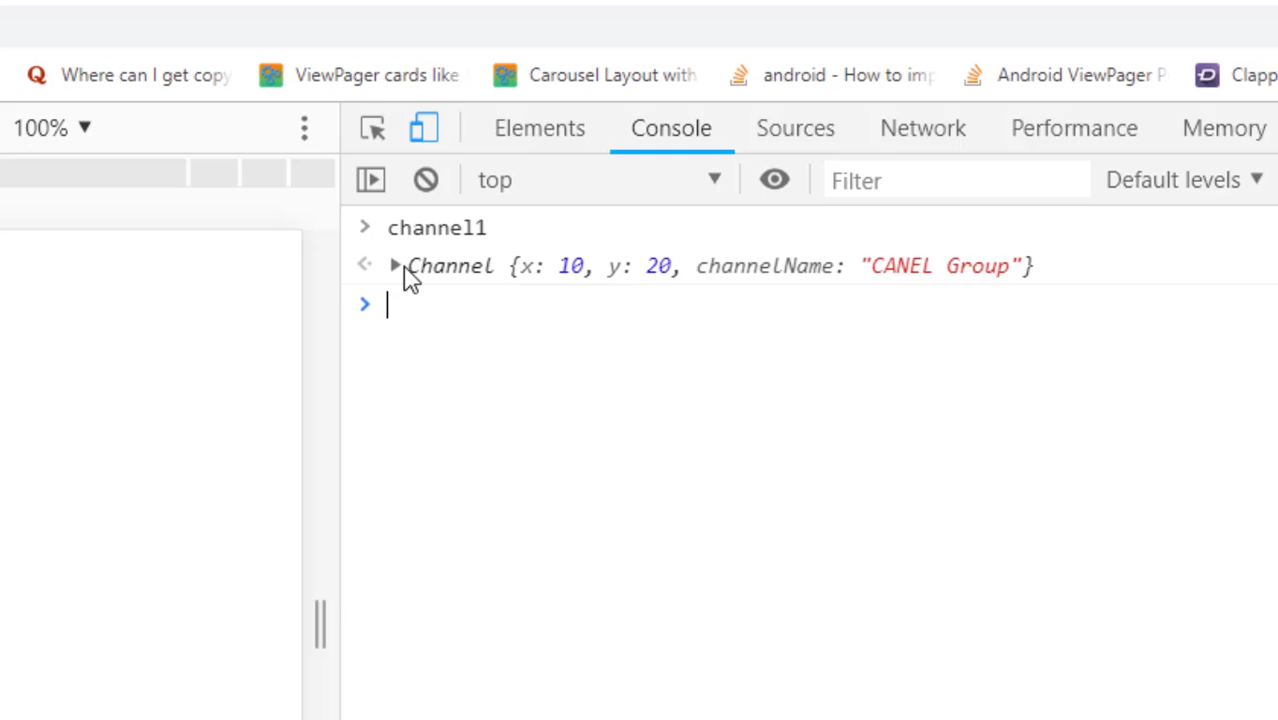 Q Where can I get copy ViewPager cards like Carousel Layout with android - How to imp Android ViewPager P Clapp
100% ▼ Elements Console Sources Network Performance Memory
top ▼ Filter Default levels ▼
> channel1
Channel {x: 10, y: 20, channelName: "CANEL Group"}
>